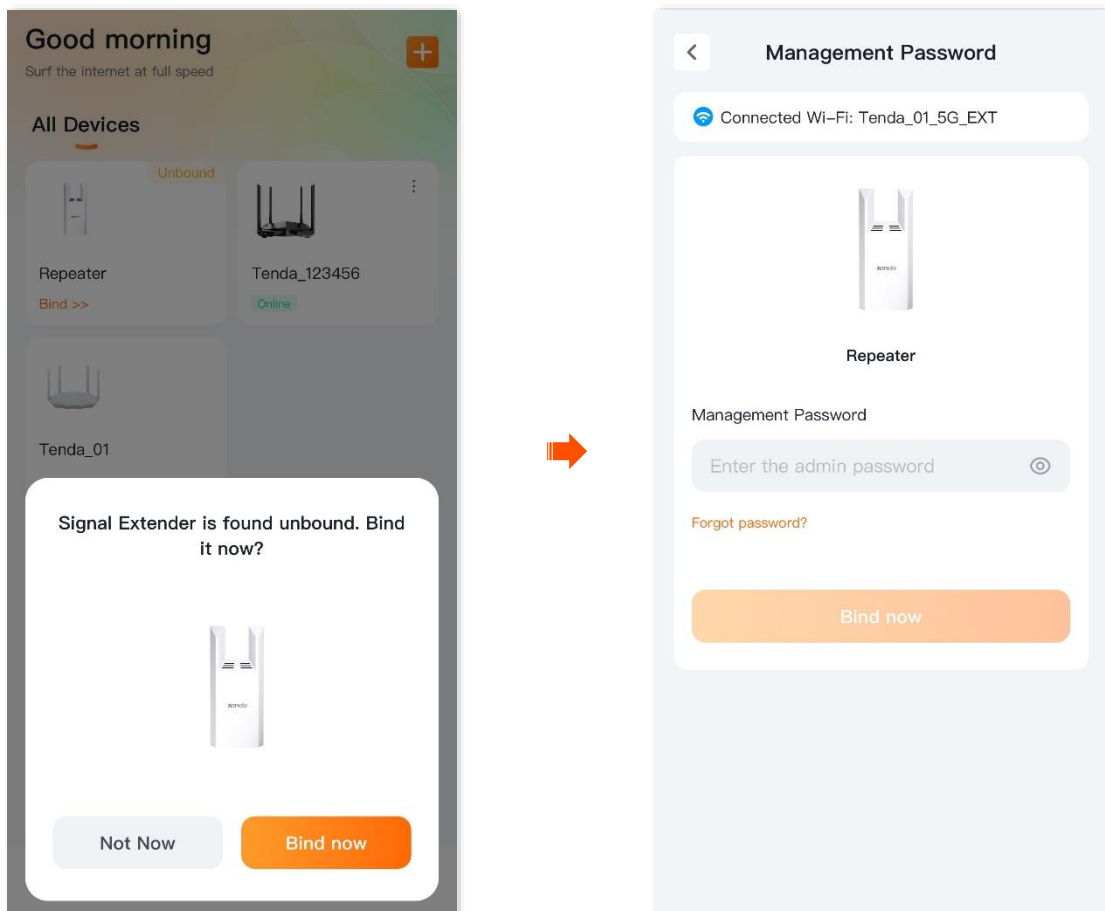 Good morning
Surf the internet at full speed
All Devices
Unbound
Repeater
Bind >>
Tenda_123456
Online
Tenda_01
Signal Extender is found unbound. Bind
it now?
Tenda
Not Now
Bind now
Management Password
Connected Wi-Fi: Tenda_01_5G_EXT
Tenda
Repeater
Management Password
Enter the admin password
Forgot password?
Bind now